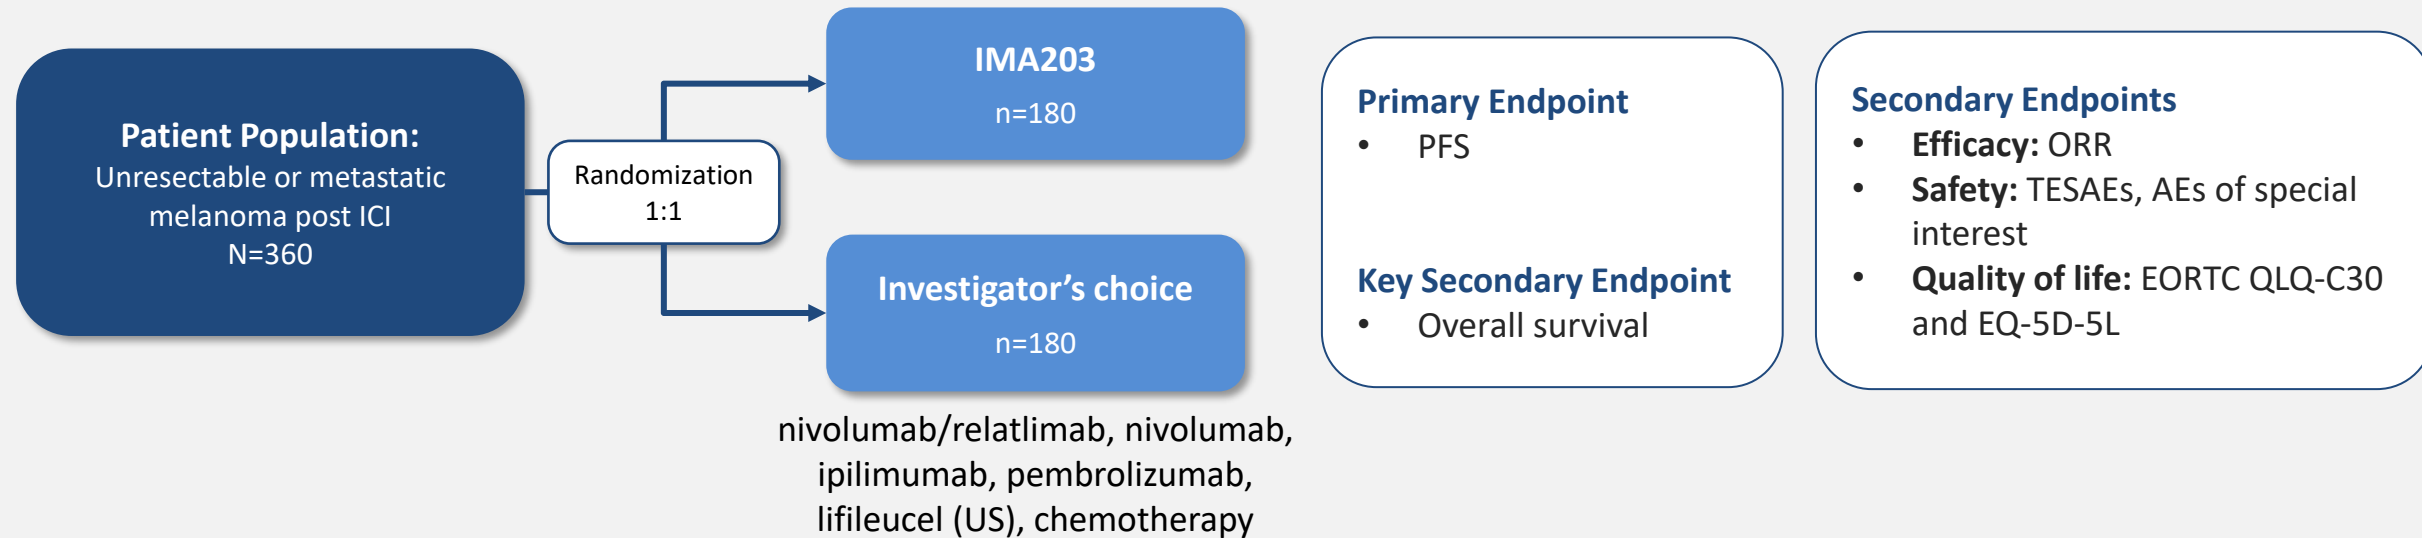 Patient Population:
Unresectable or metastatic
melanoma post ICI
N=360
Randomization
1:1
IMA203
n=180
Investigator's choice
n=180
nivolumab/relatlimab, nivolumab,
ipilimumab, pembrolizumab,
lifileucel (US), chemotherapy
Primary Endpoint
• PFS
Key Secondary Endpoint
• Overall survival
Secondary Endpoints
• Efficacy: ORR
• Safety: TESAEs, AEs of special
interest
• Quality of life: EORTC QLQ-C30
and EQ-5D-5L